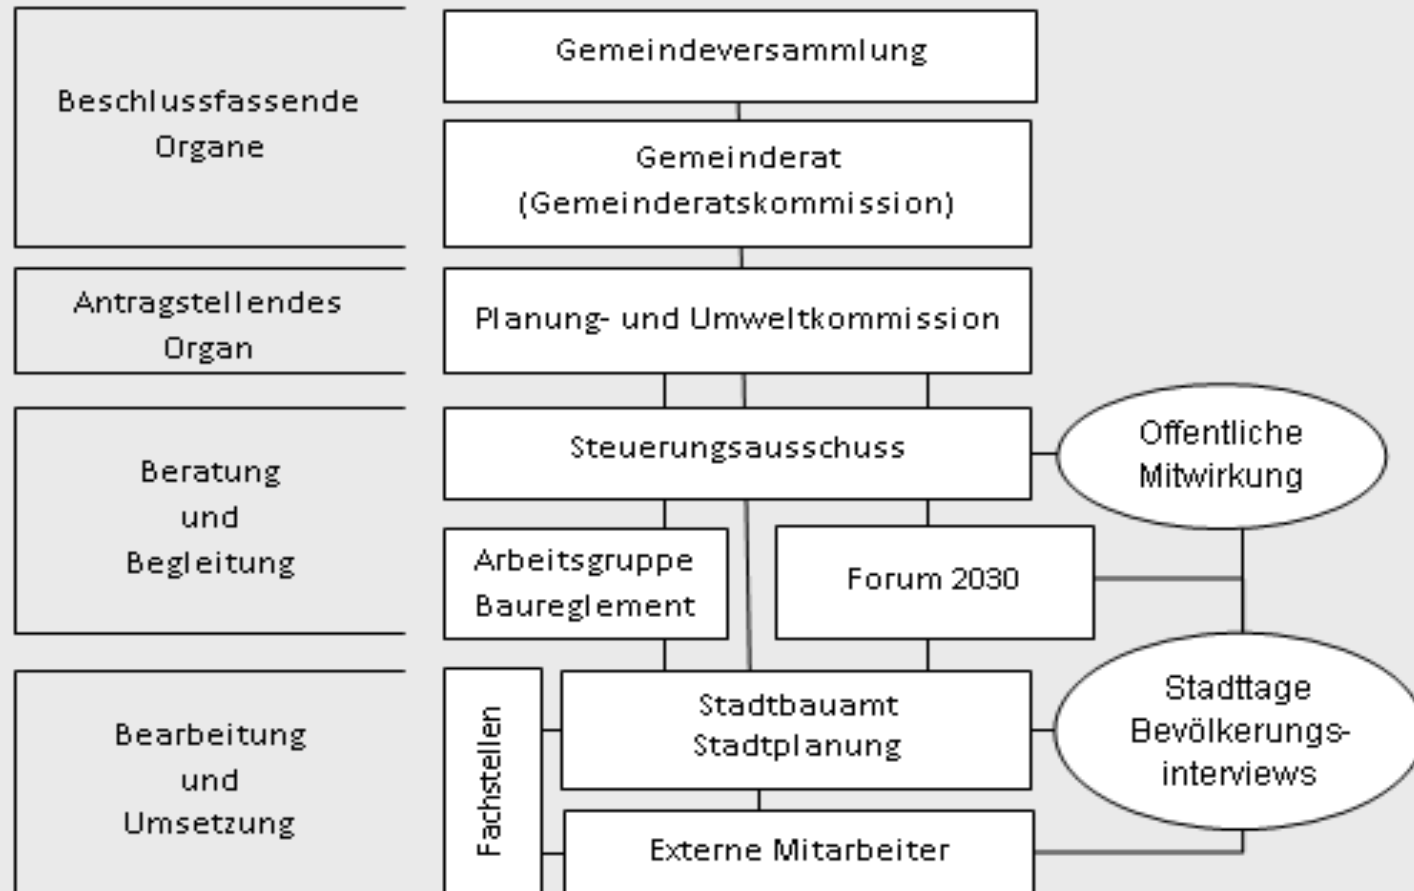 Beschlussfassende
Organe
Gemeindeversammlung
Gemeinderat
(Gemeinderatskommission)
Antragstellendes
Organ
Planung- und Umweltkommission
Beratung
und
Begleitung
Steuerungsausschuss
Offentliche
Mitwirkung
Arbeitsgruppe
Baureglement
Forum 2030
Bearbeitung
und
Umsetzung
Fachstellen
Stadtbauamt
Stadtplanung
Stadttage
Bevölkerungs-
interviews
Externe Mitarbeiter